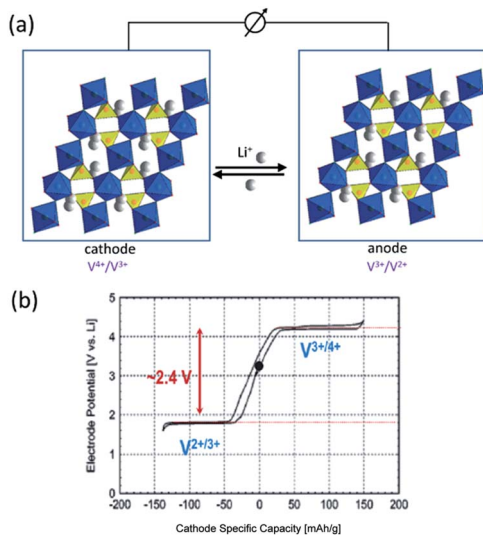 (a)
Li⁺
cathode
V⁴⁺/V³⁺
anode
V³⁺/V²⁺
(b)
Electrode Potential [V vs. Li]
5
4
3
2
1
0
~2.4 V
V³⁺/⁴⁺
V²⁺/³⁺
-200 -150 -100 -50 0 50 100 150 200
Cathode Specific Capacity [mAh/g]